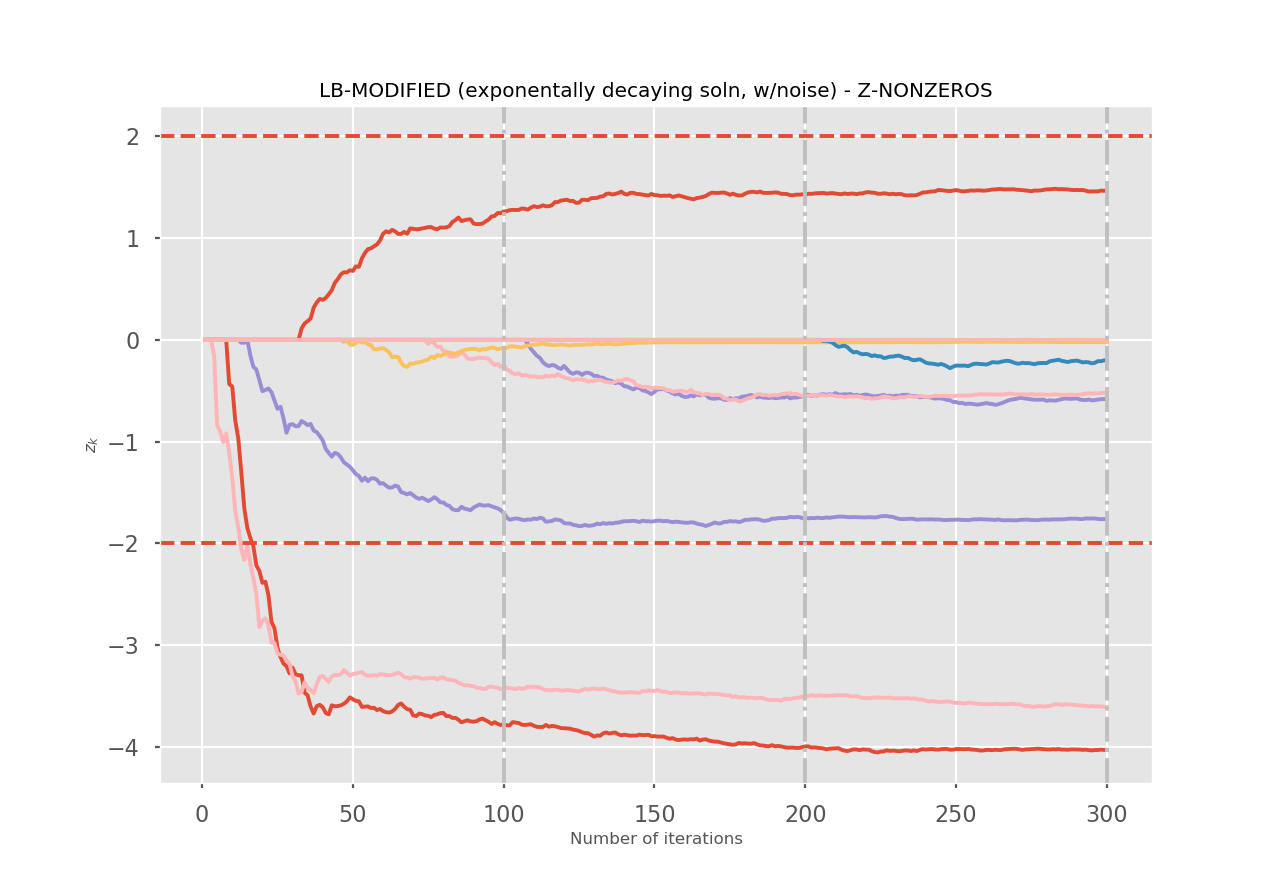 LB-MODIFIED (exponentially decaying soln, w/noise) - Z-NONZEROS
2
1
0
−1
−2
−3
−4
z_k
0 50 100 150 200 250 300
Number of iterations